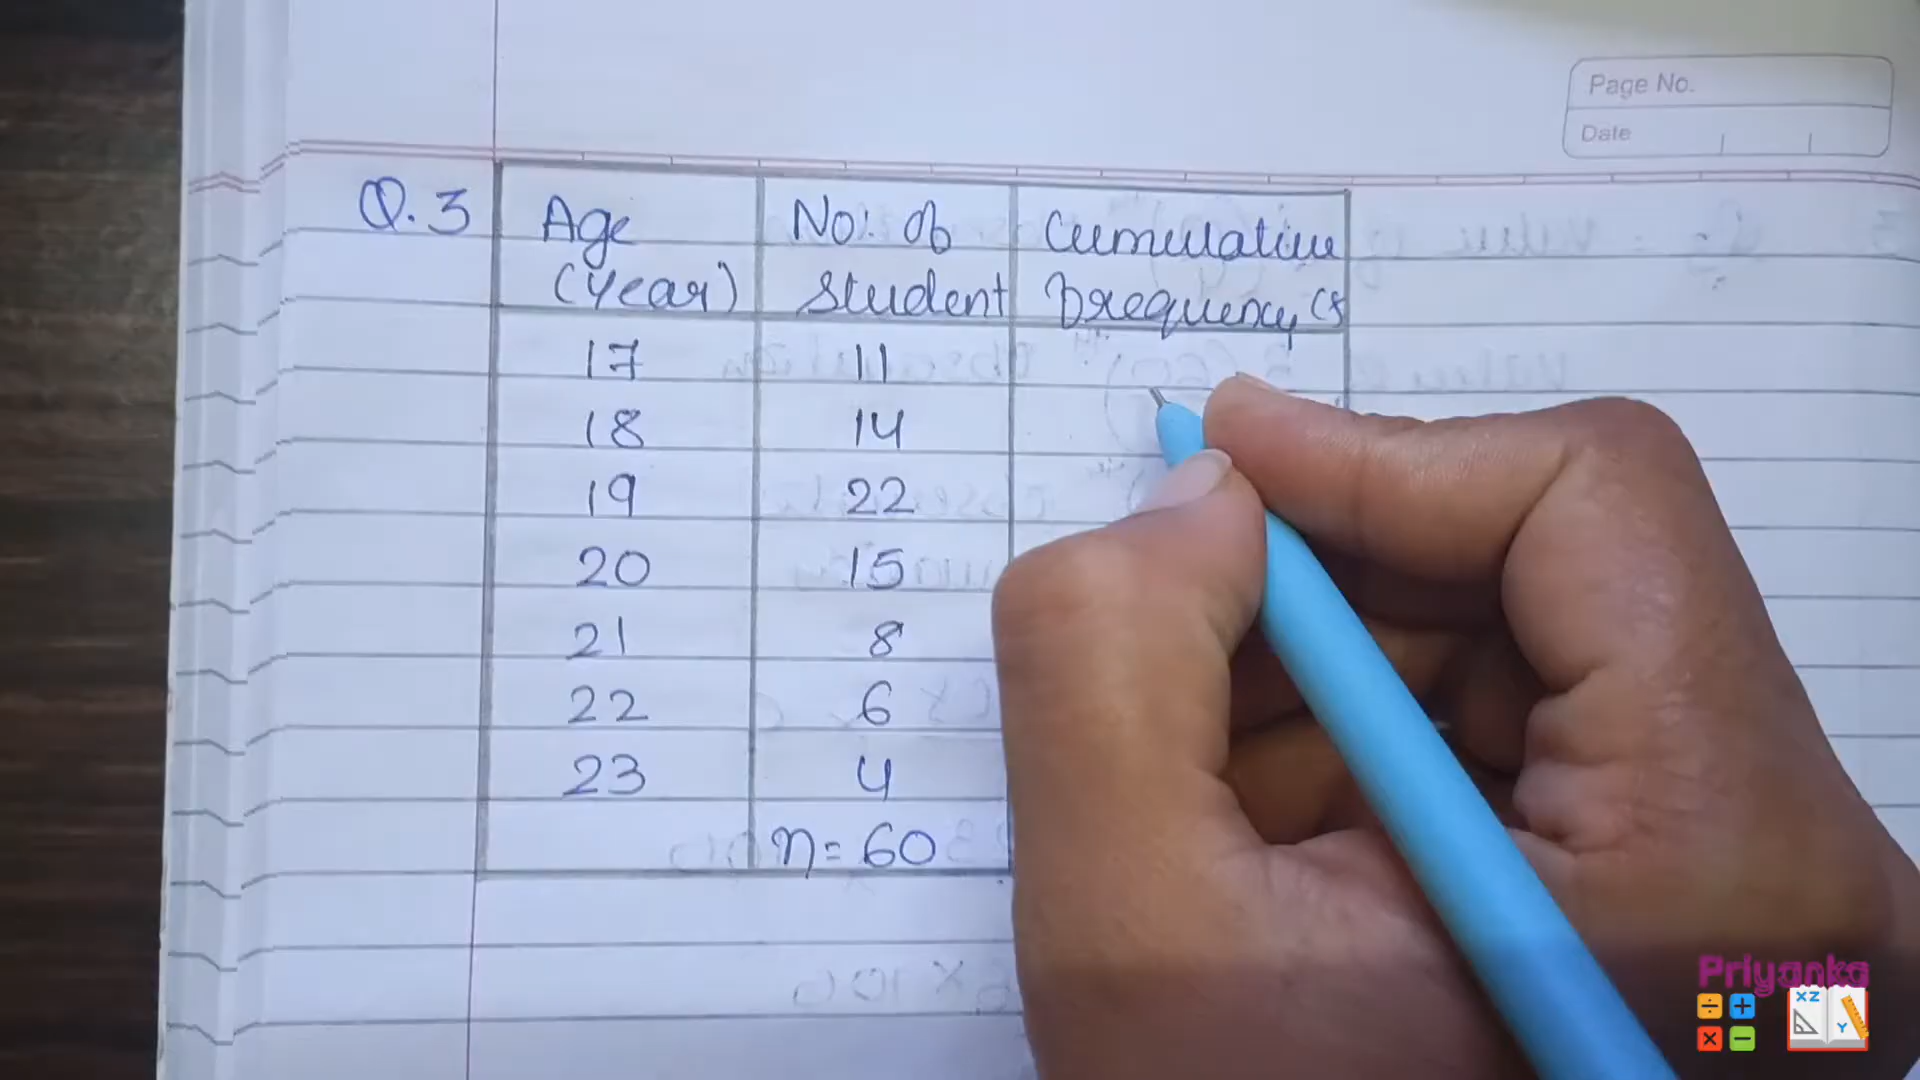 Page No.
Date
Q.3 Age (Year) No: of student Cumulative frequency (
17 11
18 14
19 22
20 15
21 8
22 6
23 4
n = 60
Priyanka
XZ
Y